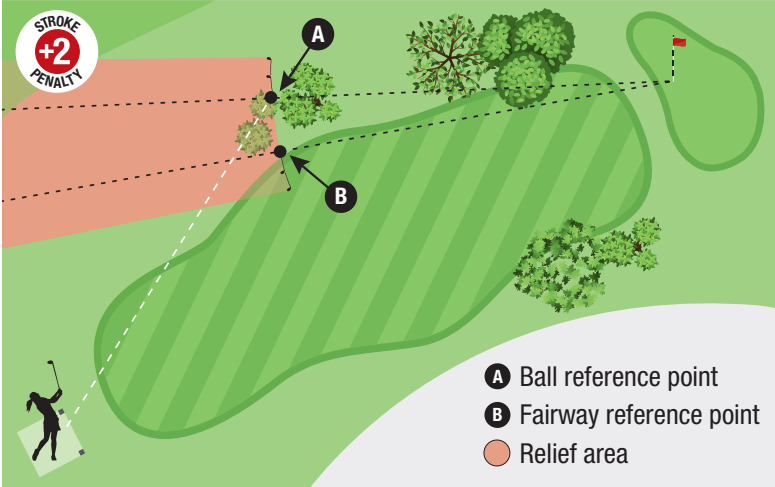 STROKE
+2
PENALTY
A
B
A Ball reference point
B Fairway reference point
Relief area